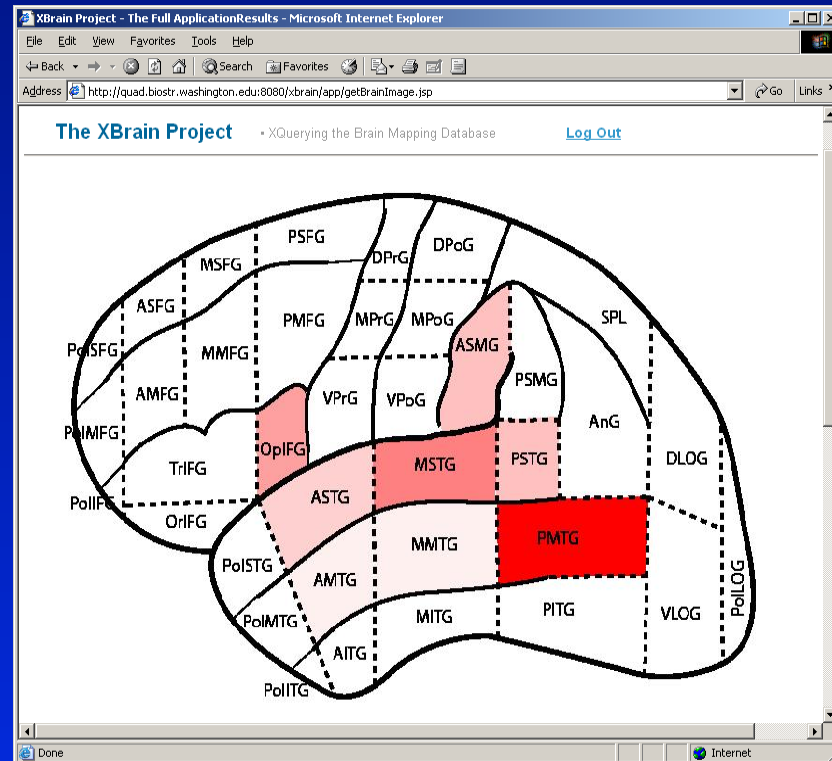 XBrain Project - The Full ApplicationResults - Microsoft Internet Explorer
File Edit View Favorites Tools Help
Back Search Favorites
Address http://quad.biostr.washington.edu:8080/xbrain/app/getBrainImage.jsp Go Links »
The XBrain Project • XQuerying the Brain Mapping Database Log Out
PSFG
DPrG
DPoG
MSFG
ASFG
PMFG
MPrG
MPoG
SPL
PolSFG
MMFG
ASMG
PSMG
AMFG
VPrG
VPoG
AnG
PolMFG
OpIFG
TrIFG
MSTG
PSTG
DLOG
PolIFG
ASTG
OrIFG
PMTG
MMTG
PolSTG
AMTG
PolLOG
PolMTG
MITG
PITG
VLOG
AITG
PolITG
Done Internet